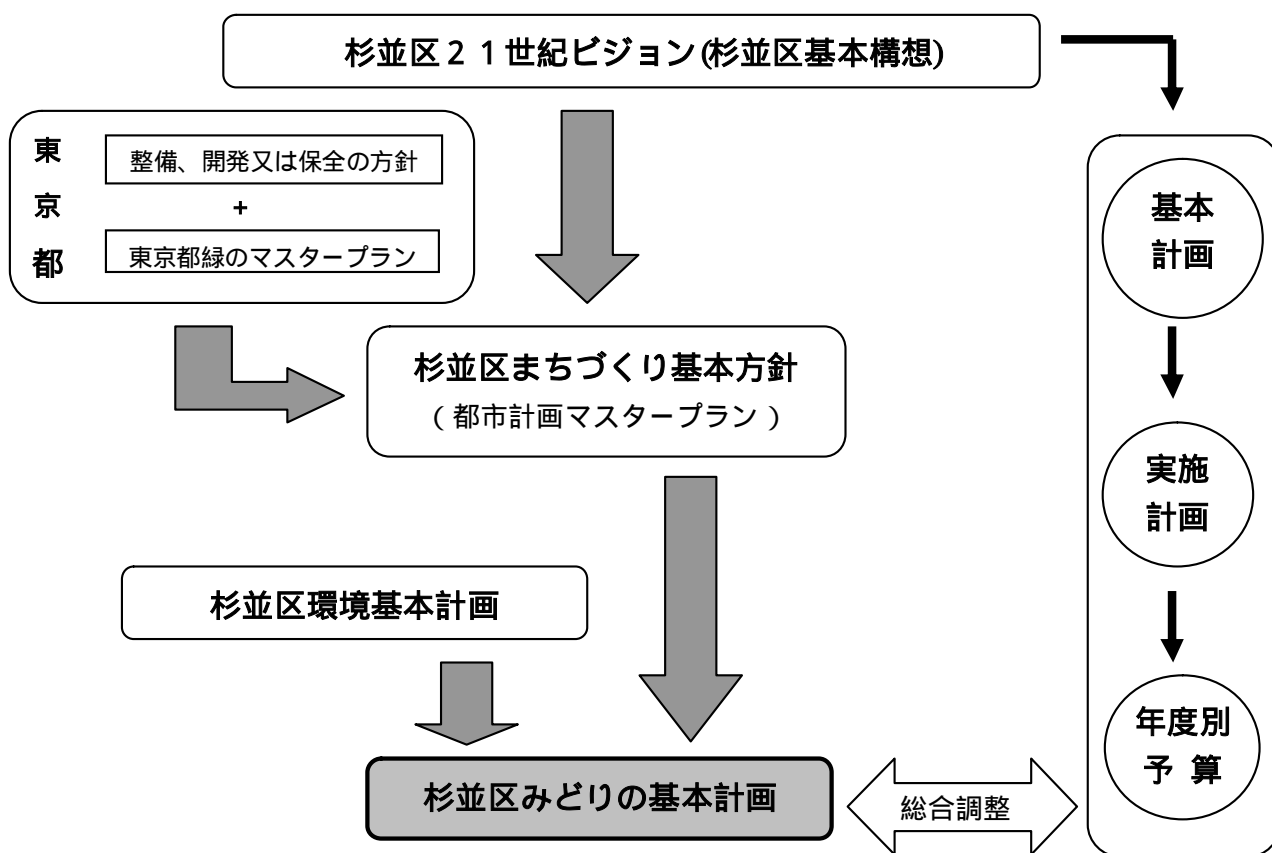 杉並区２１世紀ビジョン(杉並区基本構想)
東京都
整備、開発又は保全の方針
+
東京都緑のマスタープラン
杉並区まちづくり基本方針
（都市計画マスタープラン）
杉並区環境基本計画
杉並区みどりの基本計画
総合調整
基本
計画
実施
計画
年度別
予 算